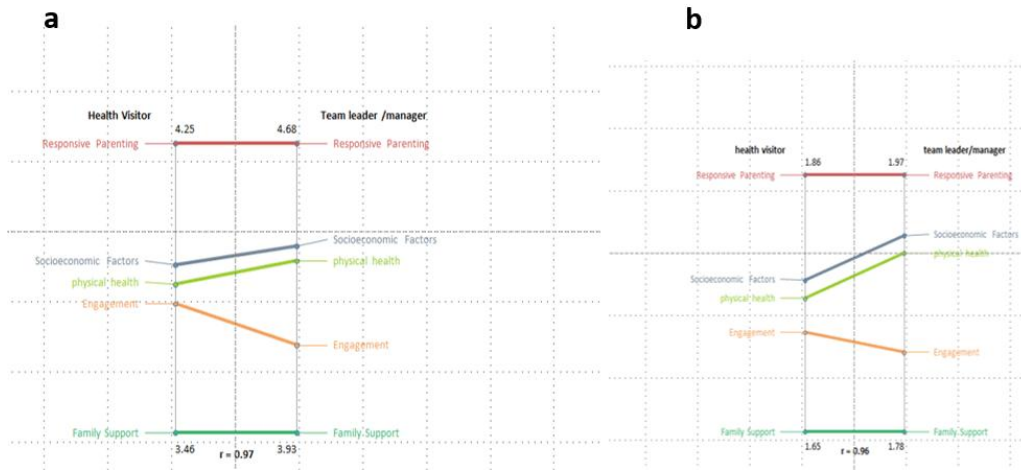 a
Health Visitor Team leader /manager
4.25 4.68
Responsive Parenting Responsive Parenting
Socioeconomic Factors
Socioeconomic Factors
physical health
physical health
Engagement
Engagement
Family Support Family Support
3.46 3.93
r = 0.97
b
health visitor team leader/manager
1.86 1.97
Responsive Parenting Responsive Parenting
Socioeconomic Factors
physical health
Socioeconomic Factors
physical health
Engagement
Engagement
Family Support Family Support
1.65 1.78
r = 0.96